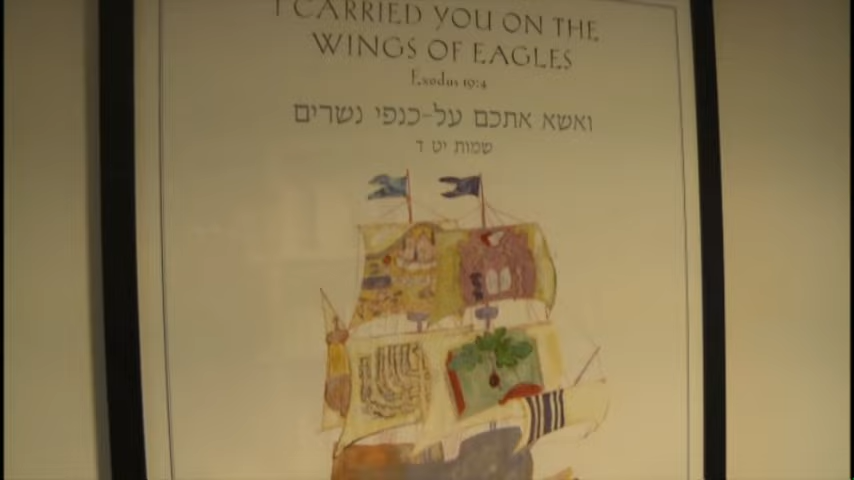 I CARRIED YOU ON THE
WINGS OF EAGLES
Exodus 19:4
ואשא אתכם על-כנפי נשרים
שמות יט ד